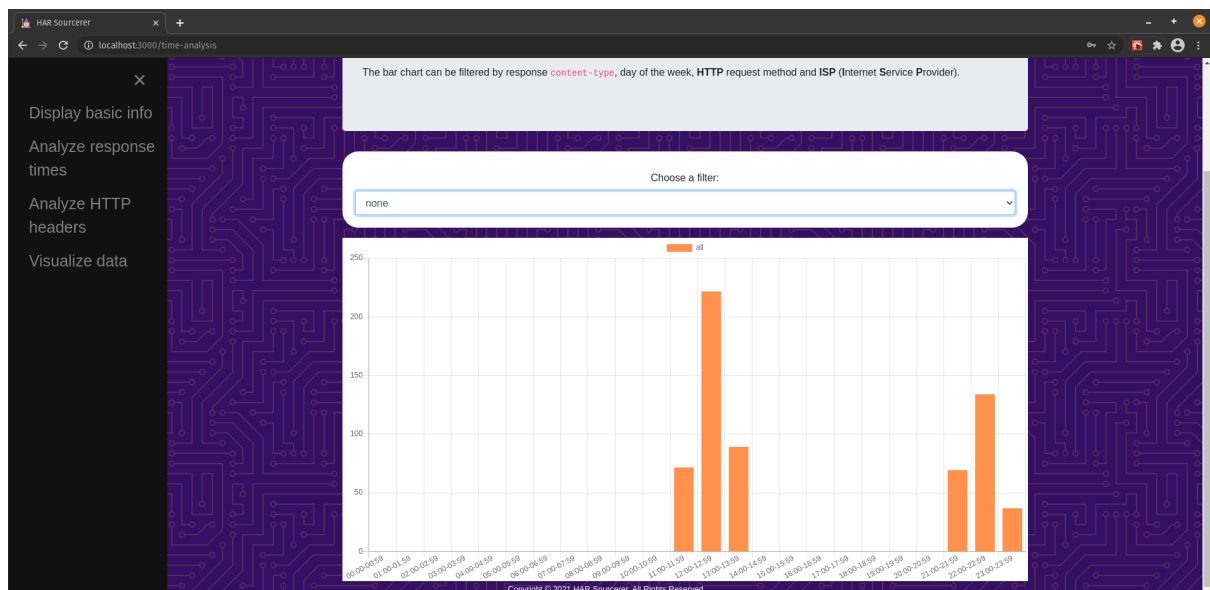 HAR Sourcerer
localhost:3000/time-analysis
Display basic info
Analyze response
times
Analyze HTTP
headers
Visualize data
The bar chart can be filtered by response content-type, day of the week, HTTP request method and ISP (Internet Service Provider).
Choose a filter:
none
all
250
200
150
100
50
0
00:00-00:59
01:00-01:59
02:00-02:59
03:00-03:59
04:00-04:59
05:00-05:59
06:00-06:59
07:00-07:59
08:00-08:59
09:00-09:59
10:00-10:59
11:00-11:59
12:00-12:59
13:00-13:59
14:00-14:59
15:00-15:59
16:00-16:59
17:00-17:59
18:00-18:59
19:00-19:59
20:00-20:59
21:00-21:59
22:00-22:59
23:00-23:59
Copyright © 2021 HAR Sourcerer. All Rights Reserved